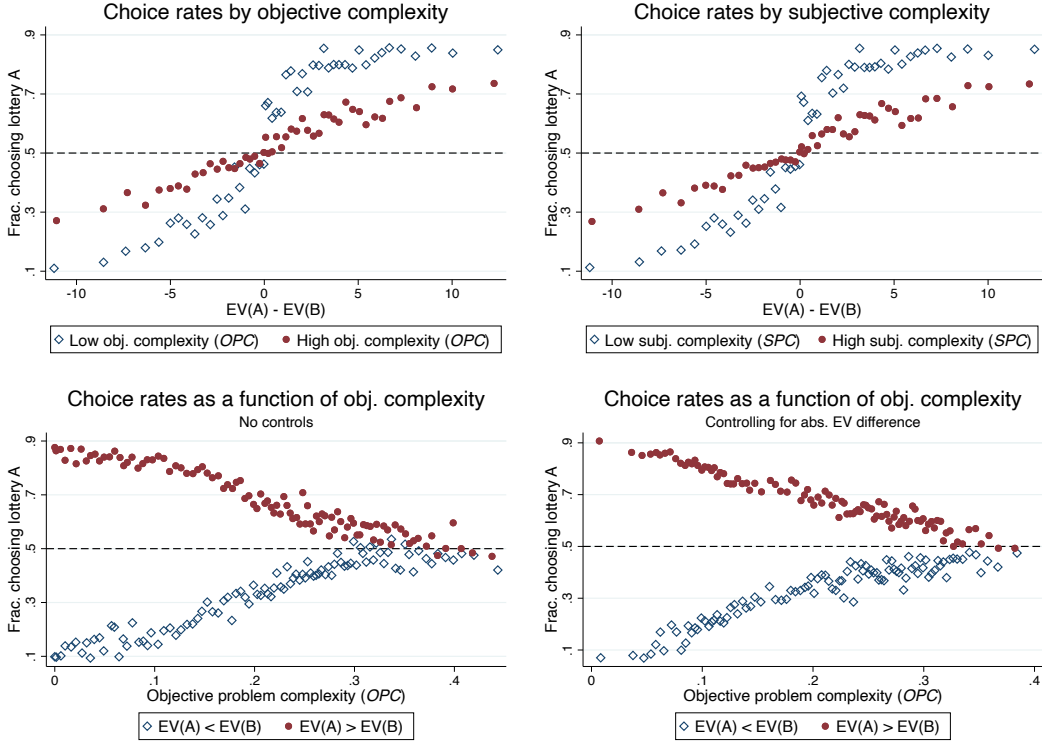 Choice rates by objective complexity
Frac. choosing lottery A
.9
.7
.5
.3
.1
-10 -5 0 5 10
EV(A) - EV(B)
Low obj. complexity (OPC) High obj. complexity (OPC)
Choice rates by subjective complexity
Frac. choosing lottery A
.9
.7
.5
.3
.1
-10 -5 0 5 10
EV(A) - EV(B)
Low subj. complexity (SPC) High subj. complexity (SPC)
Choice rates as a function of obj. complexity
No controls
Frac. choosing lottery A
.9
.7
.5
.3
.1
0 .1 .2 .3 .4
Objective problem complexity (OPC)
EV(A) < EV(B) EV(A) > EV(B)
Choice rates as a function of obj. complexity
Controlling for abs. EV difference
Frac. choosing lottery A
.9
.7
.5
.3
.1
0 .1 .2 .3 .4
Objective problem complexity (OPC)
EV(A) < EV(B) EV(A) > EV(B)